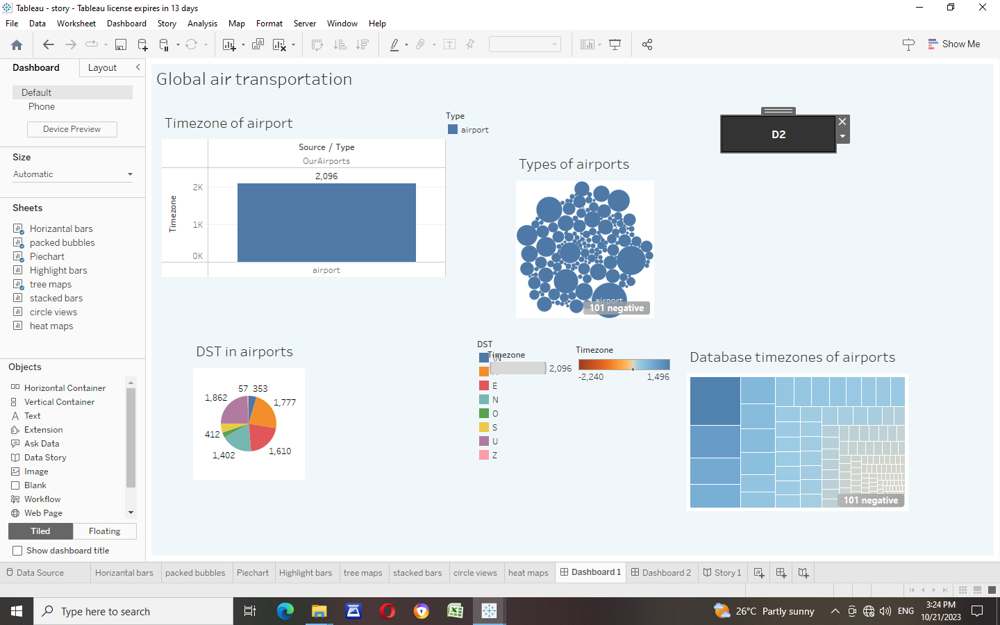 Tableau - story - Tableau license expires in 13 days
File Data Worksheet Dashboard Story Analysis Map Format Server Window Help
Show Me
Dashboard Layout
Default
Phone
Device Preview
Size
Automatic
Sheets
Horizantal bars
packed bubbles
Piechart
Highlight bars
tree maps
stacked bars
circle views
heat maps
Objects
Horizontal Container
Vertical Container
Text
Extension
Ask Data
Data Story
Image
Blank
Workflow
Web Page
Tiled Floating
Show dashboard title
Global air transportation
Timezone of airport
Source / Type
OurAirports
2,096
Timezone
2K
1K
0K
airport
Type
airport
Types of airports
airport
101 negative
D2
DST in airports
57 353
1,862
1,777
412
1,402
1,610
DST
\N
E
N
O
S
U
Z
Timezone
2,096
Timezone
-2,240 1,496
Database timezones of airports
101 negative
Data Source Horizantal bars packed bubbles Piechart Highlight bars tree maps stacked bars circle views heat maps Dashboard 1 Dashboard 2 Story 1
Type here to search
26°C Partly sunny
ENG
3:24 PM
10/21/2023